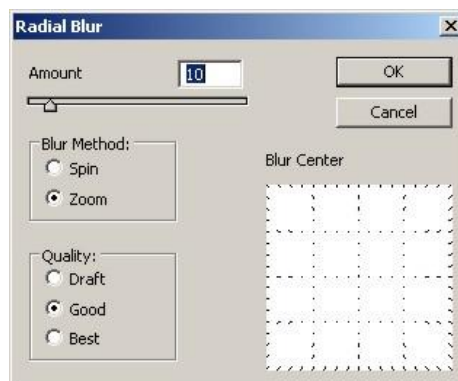 Radial Blur
Amount
10
OK
Cancel
Blur Method:
Spin
Zoom
Blur Center
Quality:
Draft
Good
Best